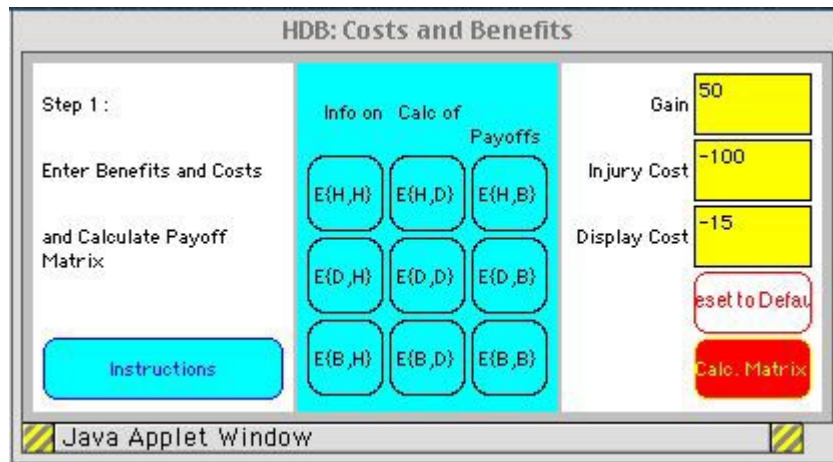 HDB: Costs and Benefits
Step 1 :
Enter Benefits and Costs
and Calculate Payoff
Matrix
Instructions
Info on Calc of
Payoffs
E{H,H} E{H,D} E{H,B}
E{D,H} E{D,D} E{D,B}
E{B,H} E{B,D} E{B,B}
Gain 50
Injury Cost -100
Display Cost -15
eset to Defau
Calc. Matrix
Java Applet Window